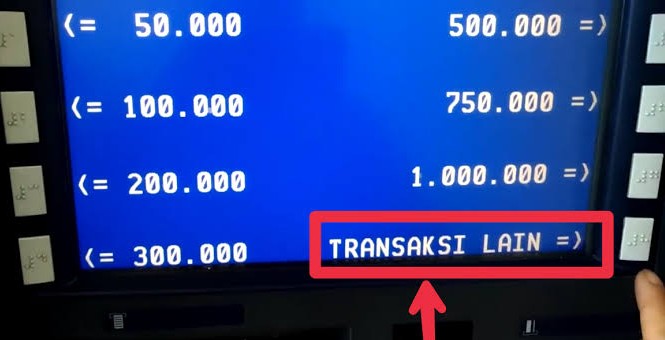 <= 50.000 500.000 =>
<= 100.000 750.000 =>
<= 200.000 1.000.000 =>
<= 300.000 TRANSAKSI LAIN =>